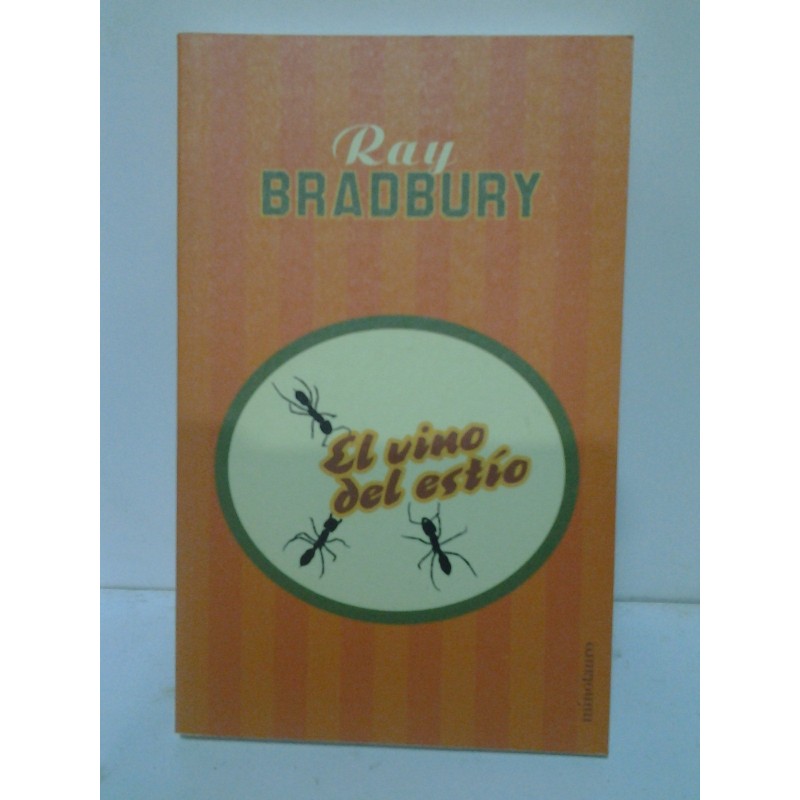 Ray
BRADBURY
El vino
del estío
minotauro